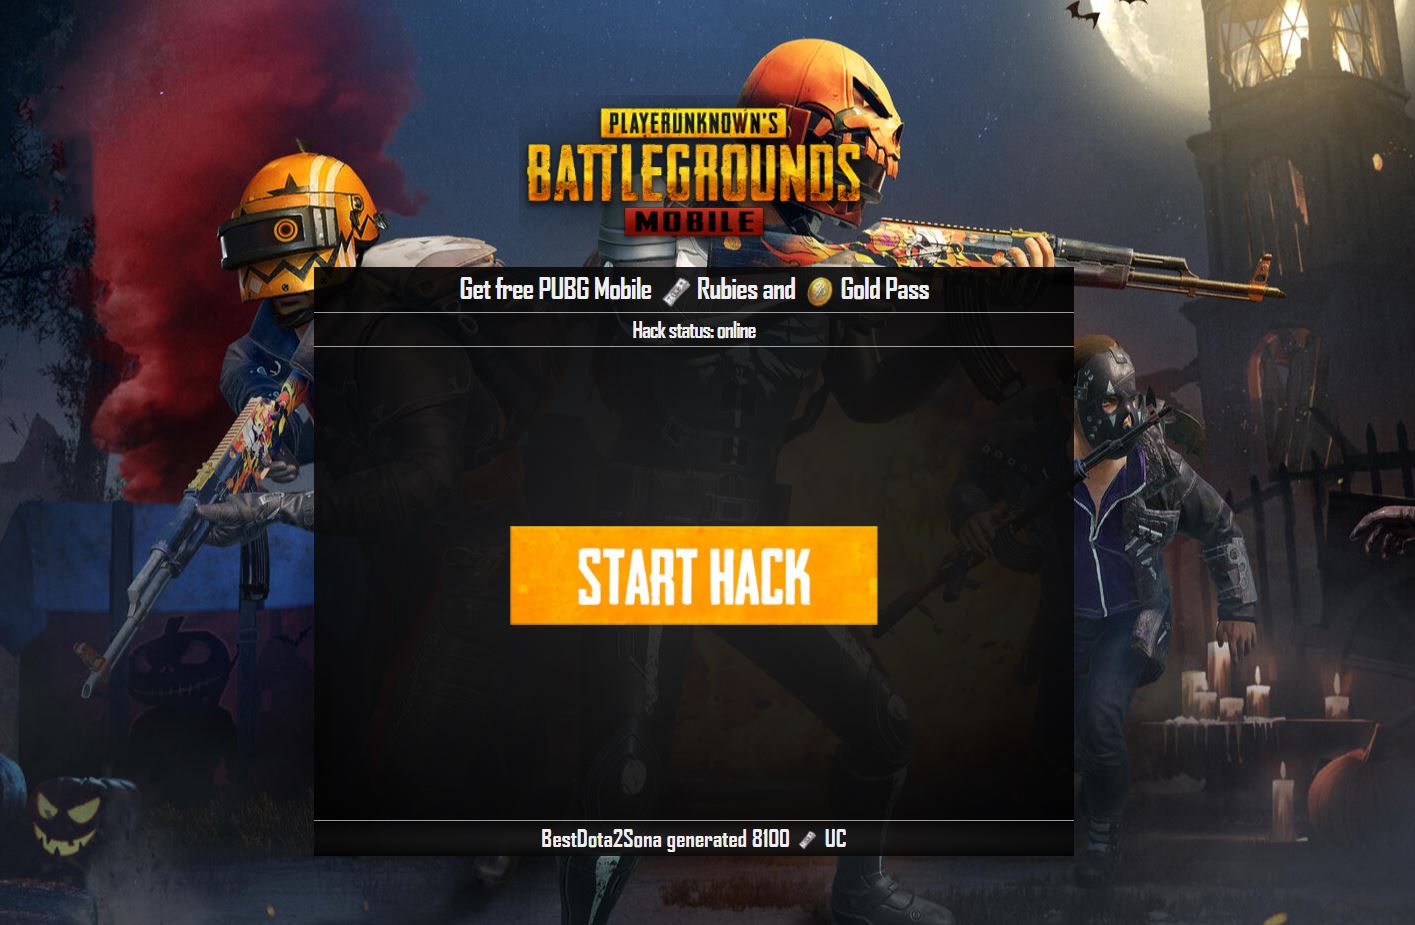 PLAYERUNKNOWN'S
BATTLEGROUNDS
MOBILE
Get free PUBG Mobile Rubies and Gold Pass
Hack status: online
START HACK
BestDota2Sona generated 8100 UC